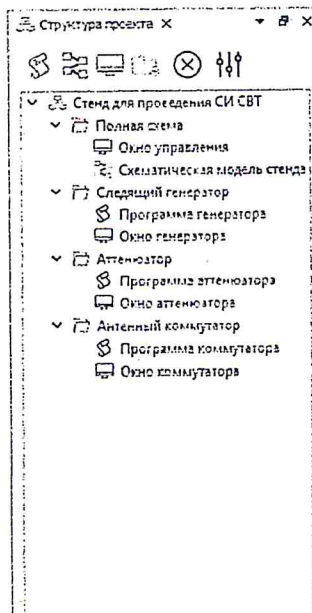 Структура проекта
Стенд для проведения СИ СВТ
Полная схема
Окно управления
Схематическая модель стенда
Следящий генератор
Программа генератора
Окно генератора
Аттенюатор
Программа аттенюатора
Окно аттенюатора
Антенный коммутатор
Программа коммутатора
Окно коммутатора